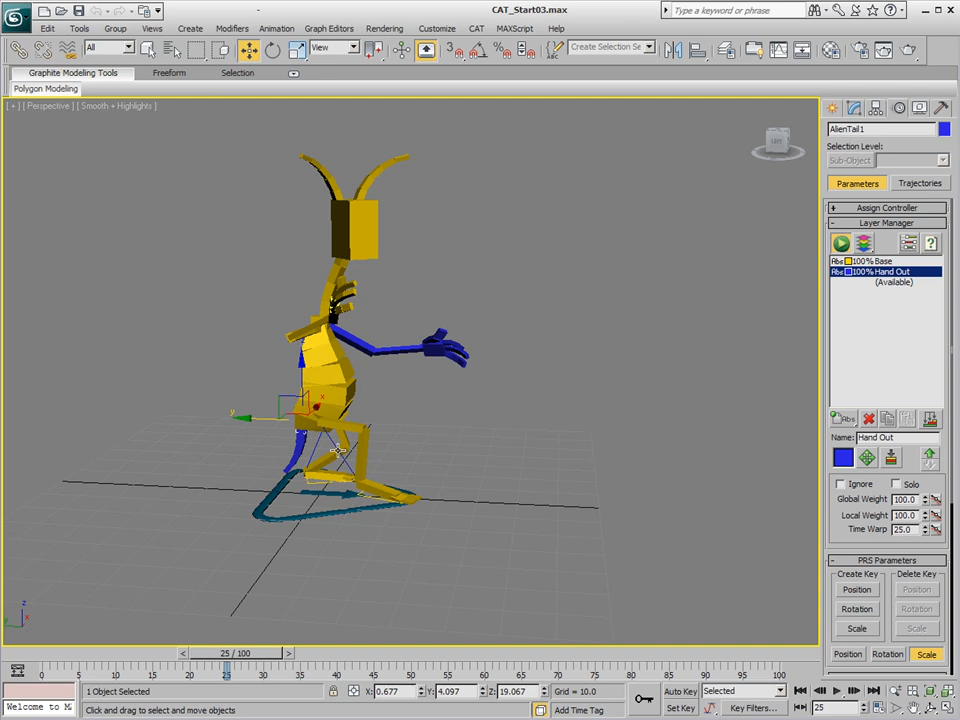 CAT_Start03.max
Type a keyword or phrase
Edit Tools Group Views Create Modifiers Animation Graph Editors Rendering Customize CAT MAXScript Help
All View Create Selection Se
Graphite Modeling Tools Freeform Selection
Polygon Modeling
[ + ] [ Perspective ] [ Smooth + Highlights ]
LEFT
AlienTail1
Selection Level:
Sub-Object
Parameters Trajectories
+ Assign Controller
- Layer Manager
Abs 100% Base
Abs 100% Hand Out
(Available)
Abs
Name: Hand Out
Ignore Solo
Global Weight 100.0
Local Weight 100.0
Time Warp 25.0
- PRS Parameters
Create Key Delete Key
Position Position
Rotation Rotation
Scale Scale
Position Rotation Scale
x
y
z
x
y
< 25 / 100 >
0 5 10 15 20 25 30 35 40 45 50 55 60 65 70 75 80 85 90 95 100
1 Object Selected X: 0.677 Y: 4.097 Z: 19.067 Grid = 10.0 Auto Key Selected
Welcome to M Click and drag to select and move objects Add Time Tag Set Key Key Filters... 25